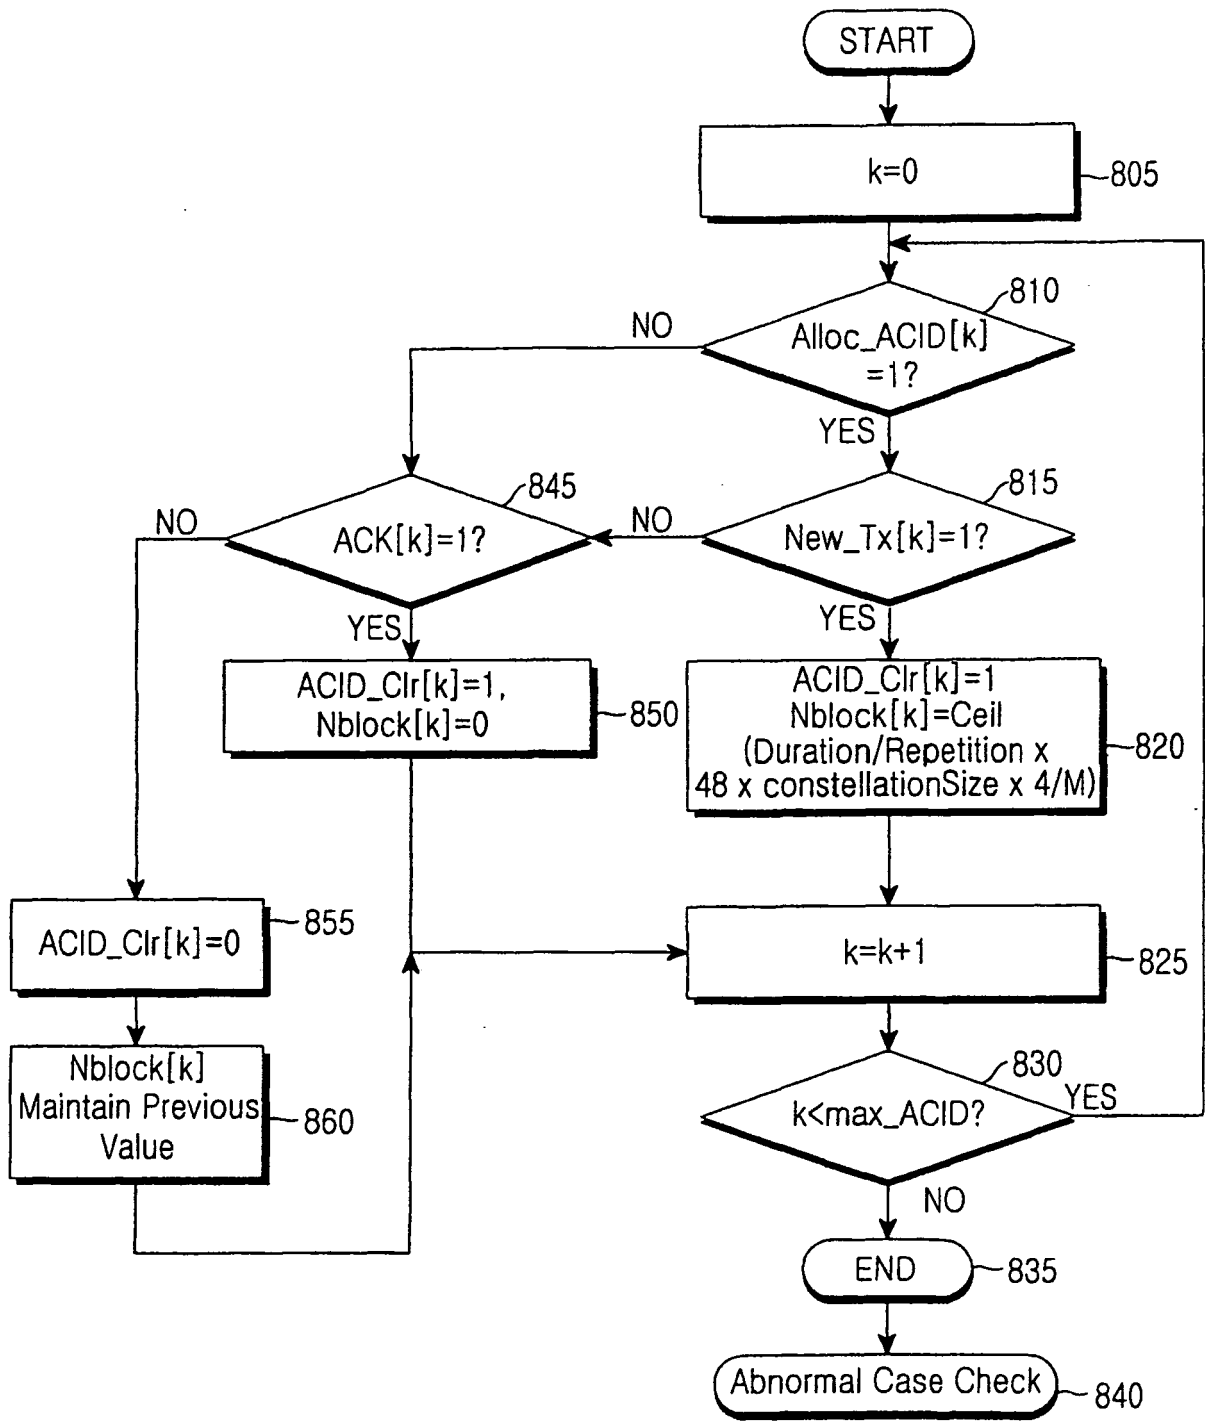 START
k=0
805
810
Alloc_ACID[k]
=1?
NO
YES
815
New_Tx[k]=1?
NO
YES
845
ACK[k]=1?
NO
YES
ACID_Clr[k]=1,
Nblock[k]=0
850
ACID_Clr[k]=1
Nblock[k]=Ceil
(Duration/Repetition x
48 x constellationSize x 4/M)
820
ACID_Clr[k]=0
855
k=k+1
825
Nblock[k]
Maintain Previous
Value
860
830
k<max_ACID?
YES
NO
END
835
Abnormal Case Check
840